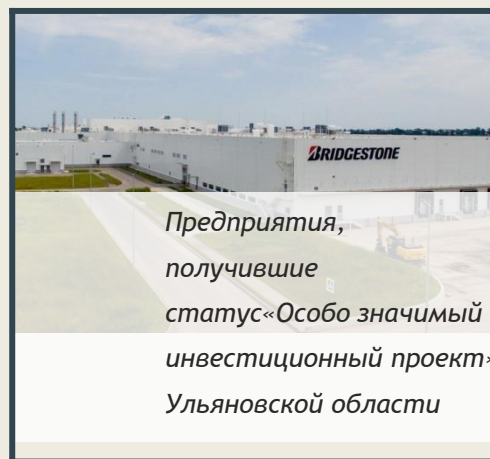 BRIDGESTONE
Предприятия,
получившие
статус«Особо значимый
инвестиционный проект»
Ульяновской области